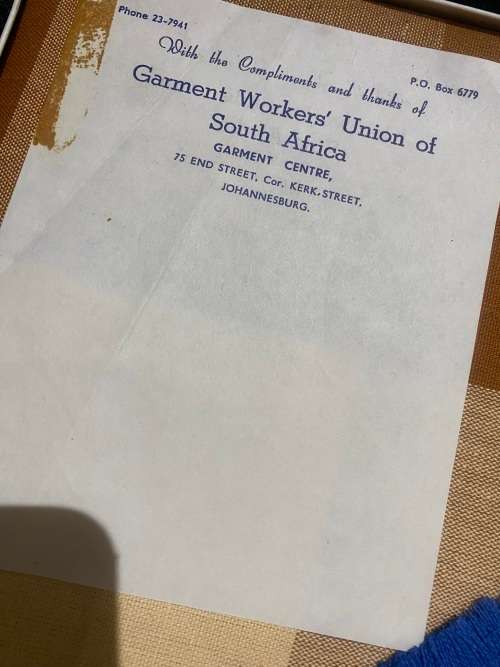 Phone 23-7941
P.O. Box 6779
With the Compliments and thanks of
Garment Workers' Union of
South Africa
GARMENT CENTRE,
75 END STREET, Cor. KERK-STREET,
JOHANNESBURG.